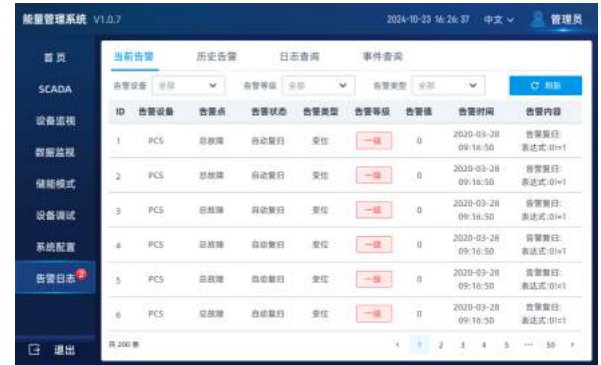 能量管理系统 V1.0.7 2024-10-23 16:26:37 中文 管理员
首页
SCADA
设备监视
数据监视
储能模式
设备调试
系统配置
告警日志 2
退出
当前告警 历史告警 日志查询 事件查询
告警设备 全部 告警等级 全部 告警类型 全部 刷新
ID 告警设备 告警点 告警状态 告警类型 告警等级 告警值 告警时间 告警内容
1 PCS 总故障 自动复归 变位 一级 0 2020-03-28 09:16:50 告警复归: 表达式:0!=1
2 PCS 总故障 自动复归 变位 一级 0 2020-03-28 09:16:50 告警复归: 表达式:0!=1
3 PCS 总故障 自动复归 变位 一级 0 2020-03-28 09:16:50 告警复归: 表达式:0!=1
4 PCS 总故障 自动复归 变位 一级 0 2020-03-28 09:16:50 告警复归: 表达式:0!=1
5 PCS 总故障 自动复归 变位 一级 0 2020-03-28 09:16:50 告警复归: 表达式:0!=1
6 PCS 总故障 自动复归 变位 一级 0 2020-03-28 09:16:50 告警复归: 表达式:0!=1
共 200 条 < 1 2 3 4 5 ··· 50 >